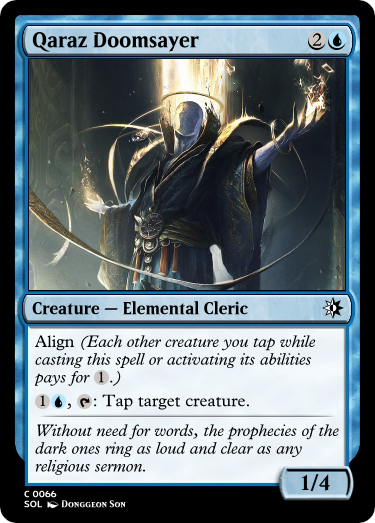 Qaraz Doomsayer 2
Creature — Elemental Cleric
Align (Each other creature you tap while
casting this spell or activating its abilities
pays for 1.)
1, : Tap target creature.
Without need for words, the prophecies of the
dark ones ring as loud and clear as any
religious sermon.
1/4
C 0066
SOL Donggeon Son